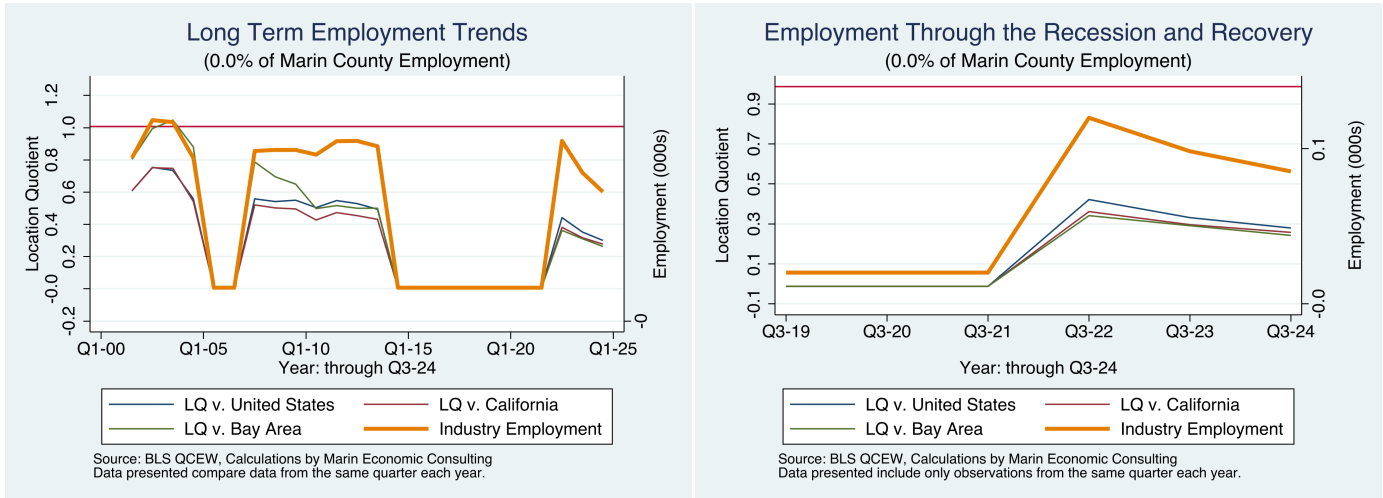 Long Term Employment Trends
(0.0% of Marin County Employment)
Location Quotient
1.2
1.0
0.8
0.6
0.4
0.2
-0.0
-0.2
Employment (000s)
-0
Q1-00 Q1-05 Q1-10 Q1-15 Q1-20 Q1-25
Year: through Q3-24
LQ v. United States LQ v. California
LQ v. Bay Area Industry Employment
Source: BLS QCEW, Calculations by Marin Economic Consulting
Data presented compare data from the same quarter each year.
Employment Through the Recession and Recovery
(0.0% of Marin County Employment)
Location Quotient
0.9
0.7
0.5
0.3
0.1
-0.1
Employment (000s)
0.1
-0.0
Q3-19 Q3-20 Q3-21 Q3-22 Q3-23 Q3-24
Year: through Q3-24
LQ v. United States LQ v. California
LQ v. Bay Area Industry Employment
Source: BLS QCEW, Calculations by Marin Economic Consulting
Data presented include only observations from the same quarter each year.